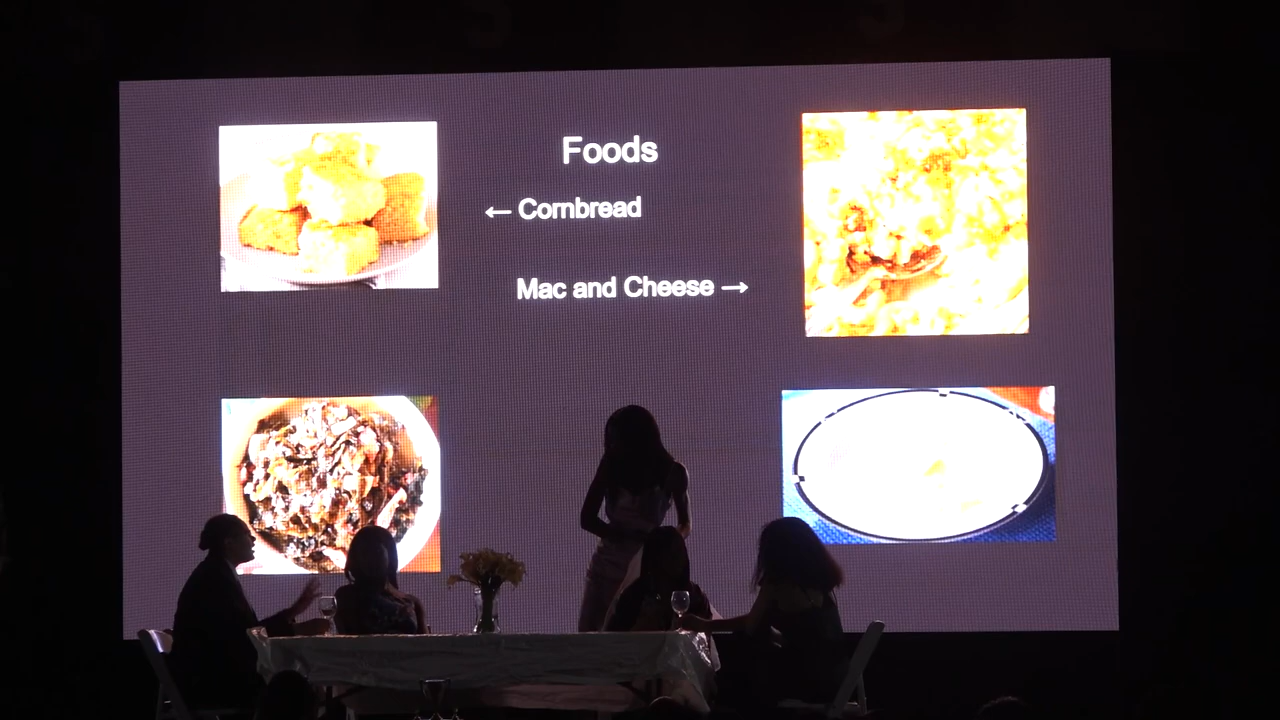 Foods
← Cornbread
Mac and Cheese →